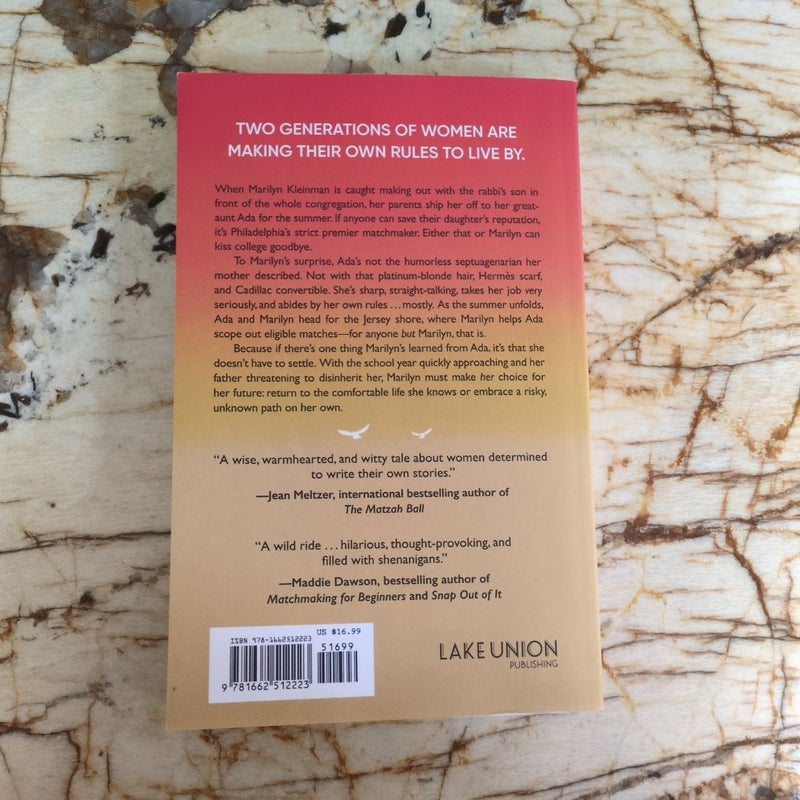 TWO GENERATIONS OF WOMEN ARE
MAKING THEIR OWN RULES TO LIVE BY.
When Marilyn Kleinman is caught making out with the rabbi's son in
front of the whole congregation, her parents ship her off to her great-
aunt Ada for the summer. If anyone can save their daughter's reputation,
it's Philadelphia's strict premier matchmaker. Either that or Marilyn can
kiss college goodbye.
To Marilyn's surprise, Ada's not the humorless septuagenarian her
mother described. Not with that platinum-blonde hair, Hermès scarf,
and Cadillac convertible. She's sharp, straight-talking, takes her job very
seriously, and abides by her own rules ... mostly. As the summer unfolds,
Ada and Marilyn head for the Jersey shore, where Marilyn helps Ada
scope out eligible matches—for anyone but Marilyn, that is.
Because if there's one thing Marilyn's learned from Ada, it's that she
doesn't have to settle. With the school year quickly approaching and her
father threatening to disinherit her, Marilyn must make her choice for
her future: return to the comfortable life she knows or embrace a risky,
unknown path on her own.
"A wise, warmhearted, and witty tale about women determined
to write their own stories."
—Jean Meltzer, international bestselling author of
The Matzah Ball
"A wild ride ... hilarious, thought-provoking, and
filled with shenanigans."
—Maddie Dawson, bestselling author of
Matchmaking for Beginners and Snap Out of It
US $16.99
ISBN 978-1662512223
51699
9 781662 512223
LAKE UNION
PUBLISHING